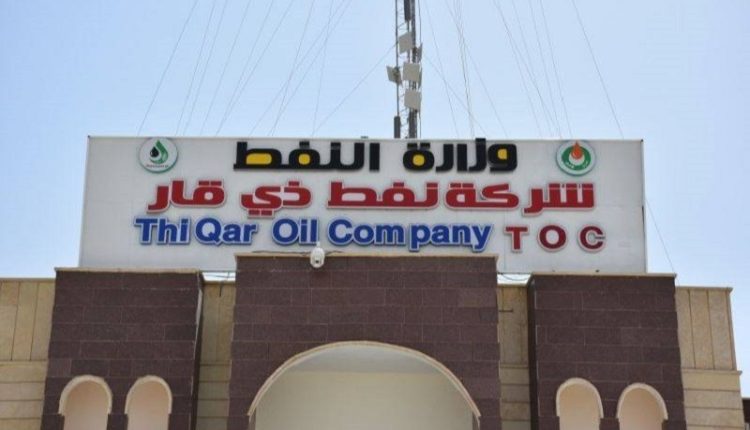 وزارة النفط
شركة نفط ذي قار
Thi Qar Oil Company TOC